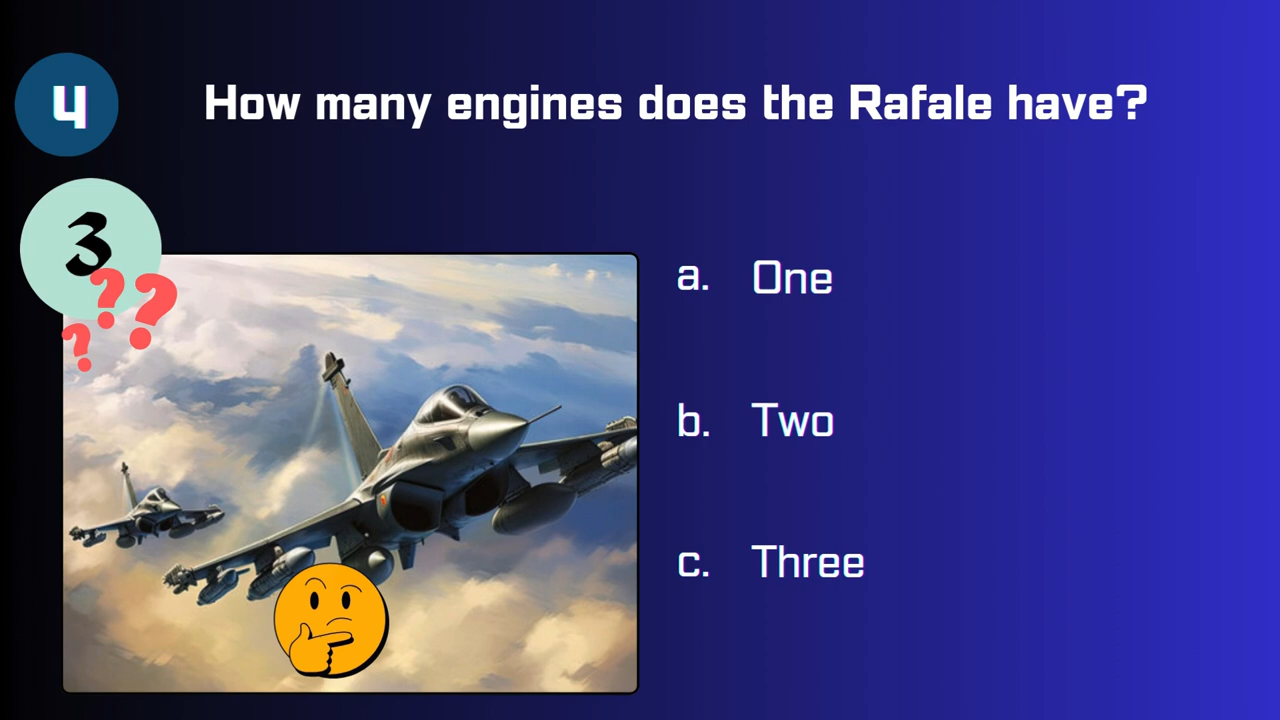 4
How many engines does the Rafale have?
3
???
a. One
b. Two
c. Three